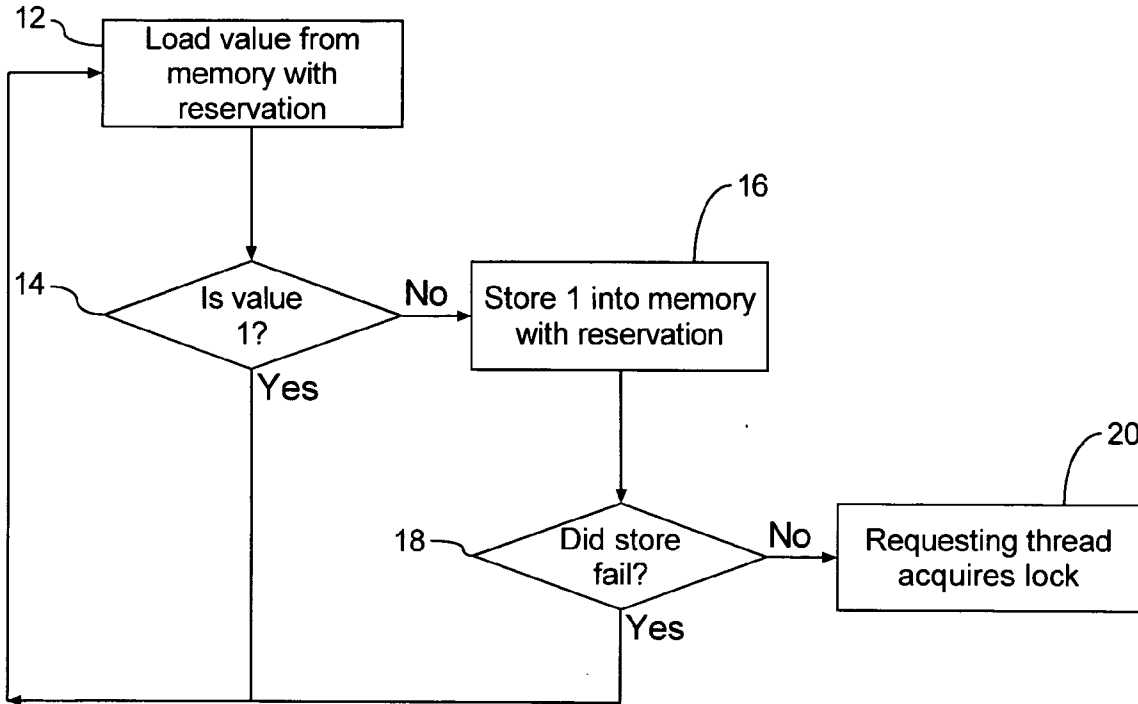 12
Load value from
memory with
reservation
16
14
Is value
1?
No
Store 1 into memory
with reservation
Yes
20
18
Did store
fail?
No
Requesting thread
acquires lock
Yes